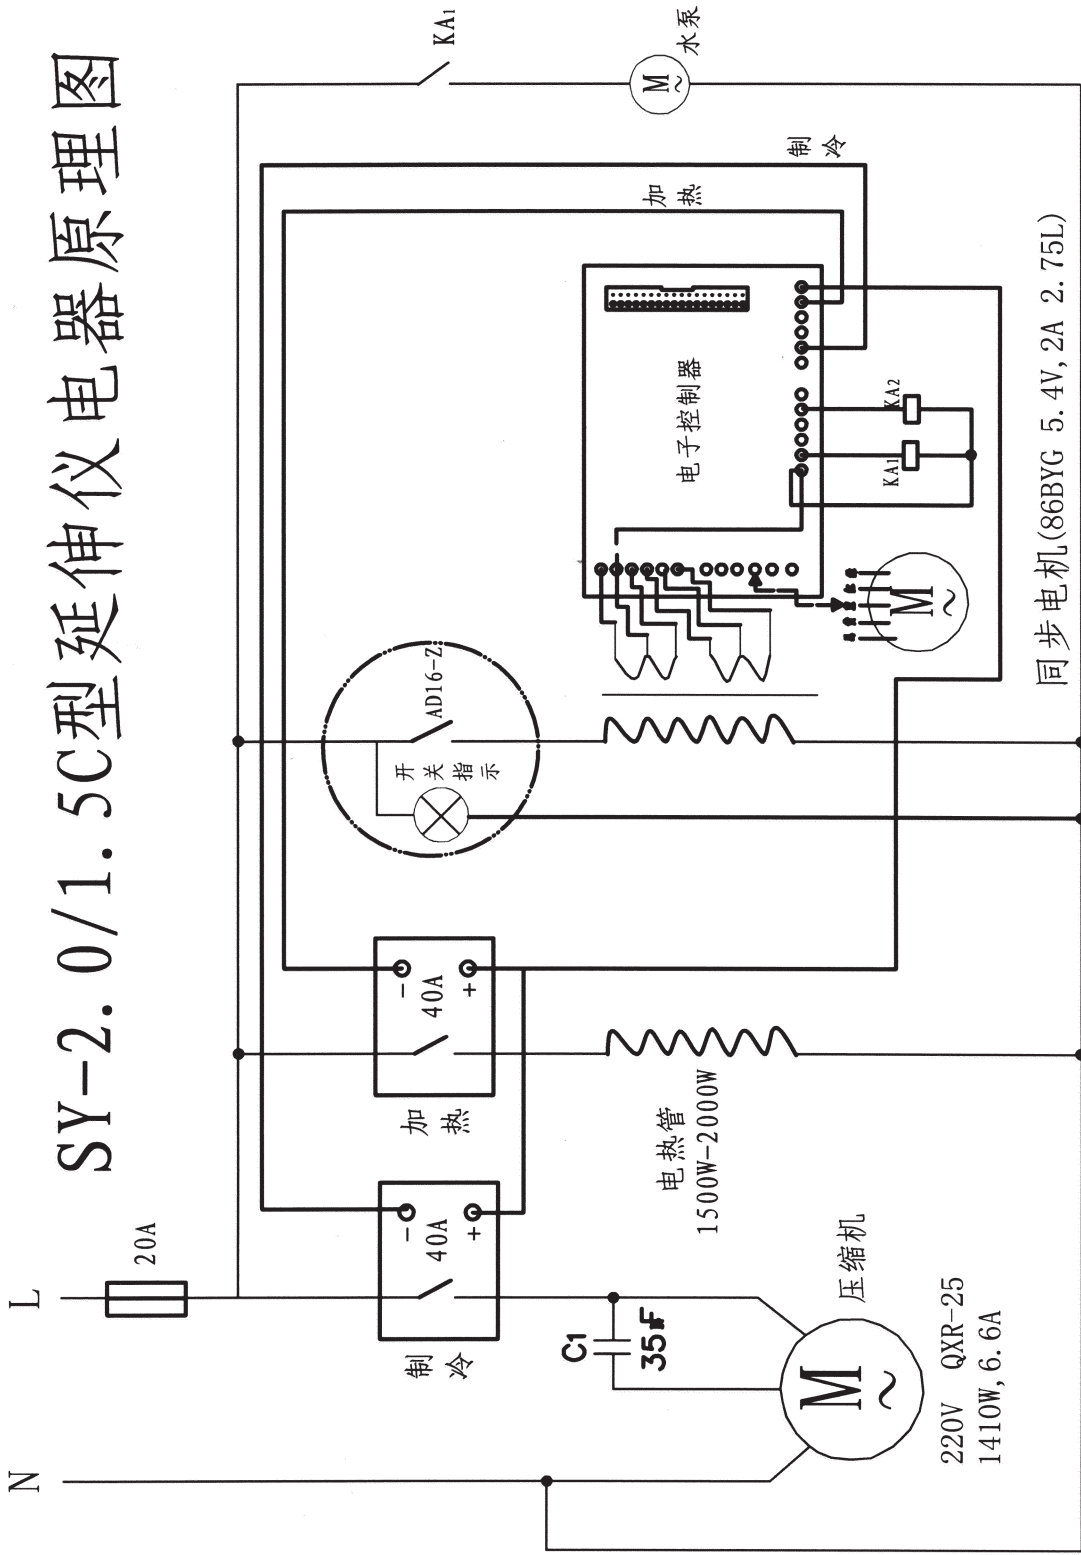 SY-2.0/1.5C型延伸仪电器原理图
L
N
20A
制冷
40A
-
+
加热
40A
-
+
开关指示
AD16-Z
加热
制冷
KA1
水泵
M
~
电子控制器
KA1
KA2
M
~
同步电机(86BYG 5.4V,2A 2.75L)
电热管
1500W-2000W
C1
压缩机
M
~
220V QXR-25
1410W,6.6A